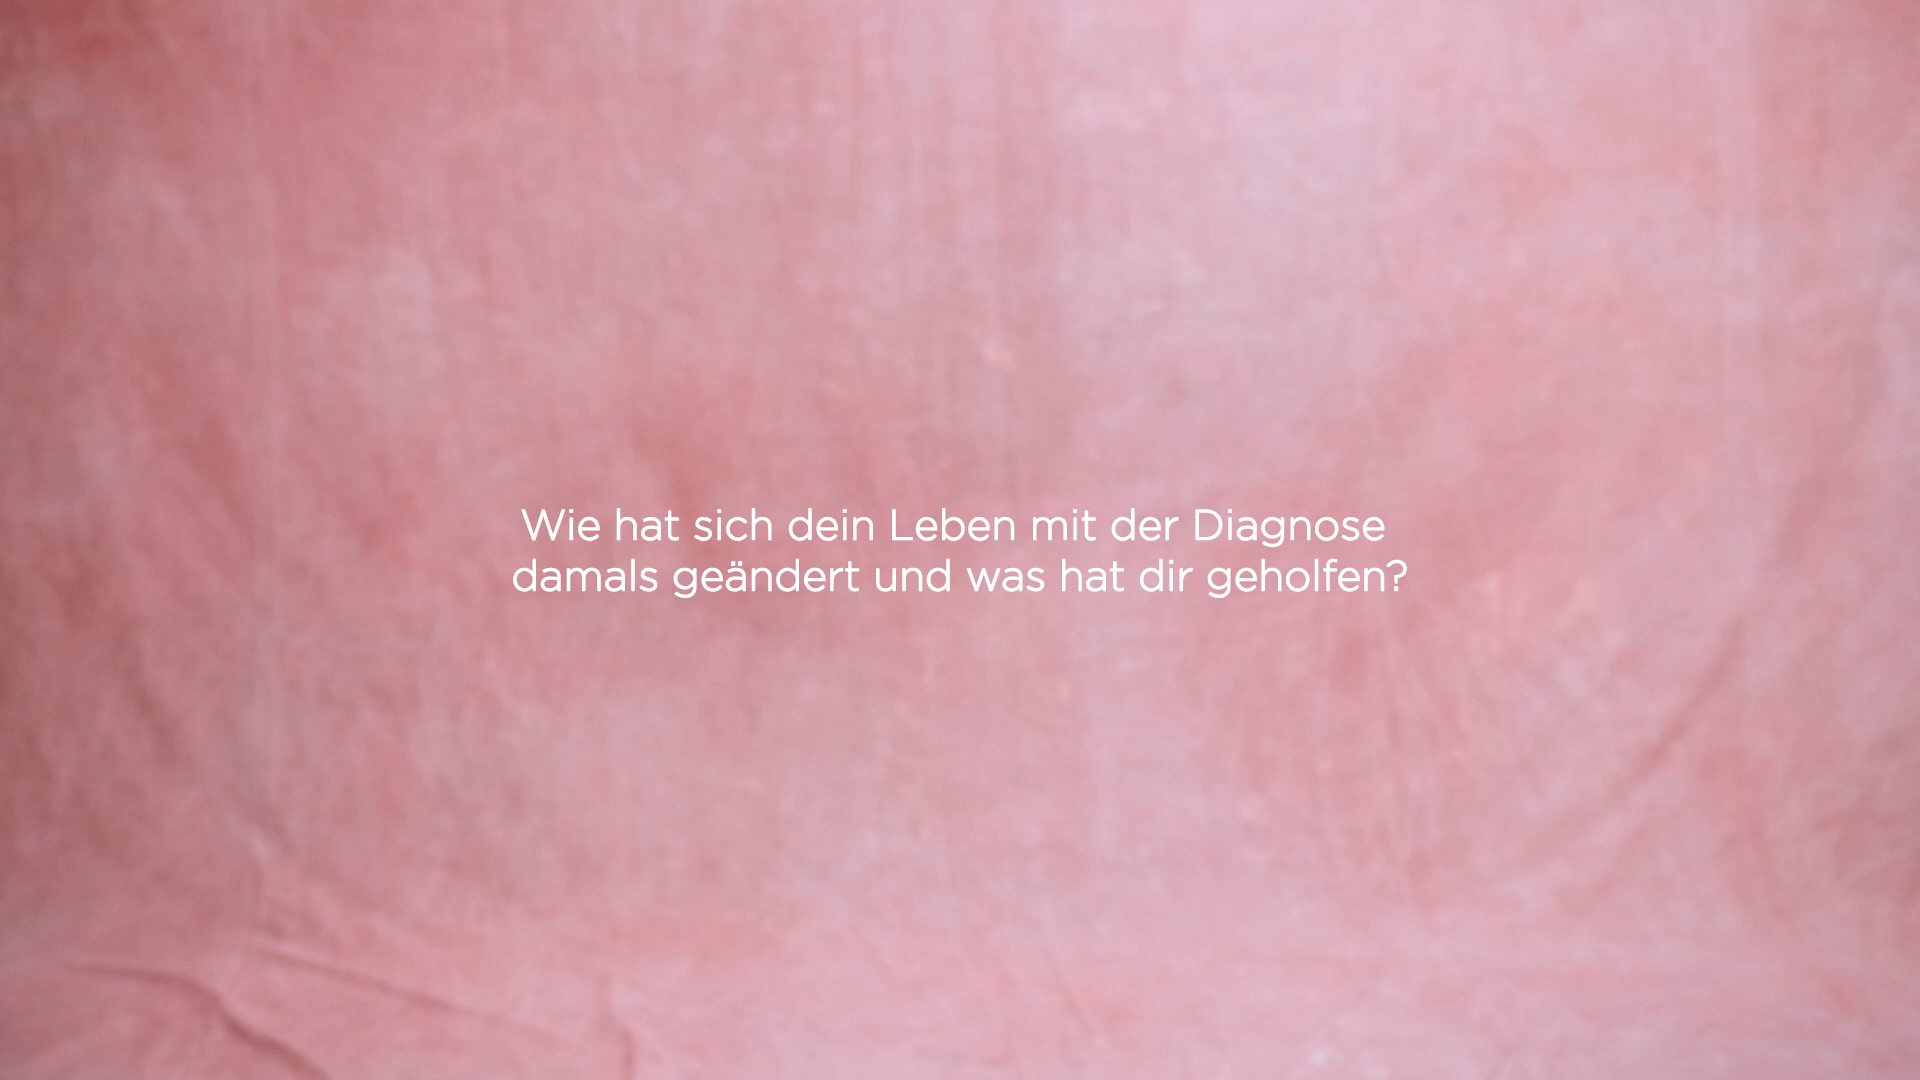 Wie hat sich dein Leben mit der Diagnose
damals geändert und was hat dir geholfen?